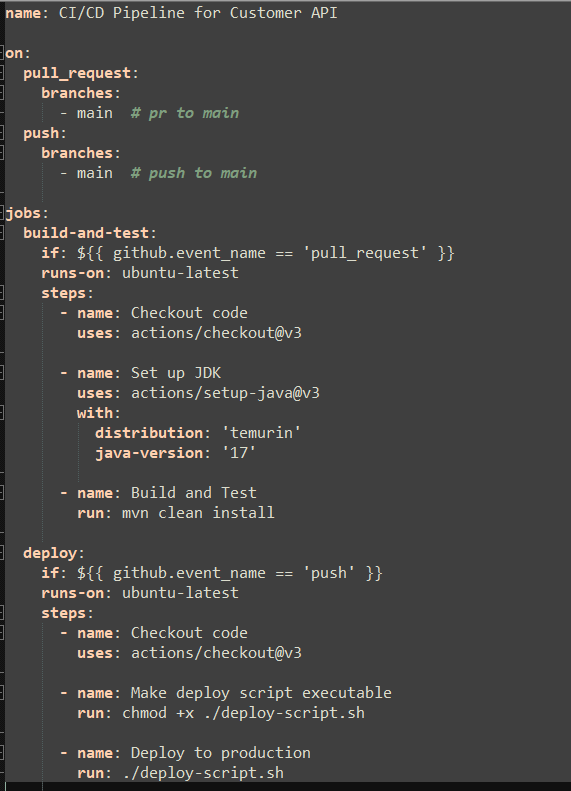 name: CI/CD Pipeline for Customer API
on:
  pull_request:
    branches:
      - main  # pr to main
  push:
    branches:
      - main  # push to main
jobs:
  build-and-test:
    if: ${{ github.event_name == 'pull_request' }}
    runs-on: ubuntu-latest
    steps:
      - name: Checkout code
        uses: actions/checkout@v3
      - name: Set up JDK
        uses: actions/setup-java@v3
        with:
          distribution: 'temurin'
          java-version: '17'
      - name: Build and Test
        run: mvn clean install
  deploy:
    if: ${{ github.event_name == 'push' }}
    runs-on: ubuntu-latest
    steps:
      - name: Checkout code
        uses: actions/checkout@v3
      - name: Make deploy script executable
        run: chmod +x ./deploy-script.sh
      - name: Deploy to production
        run: ./deploy-script.sh